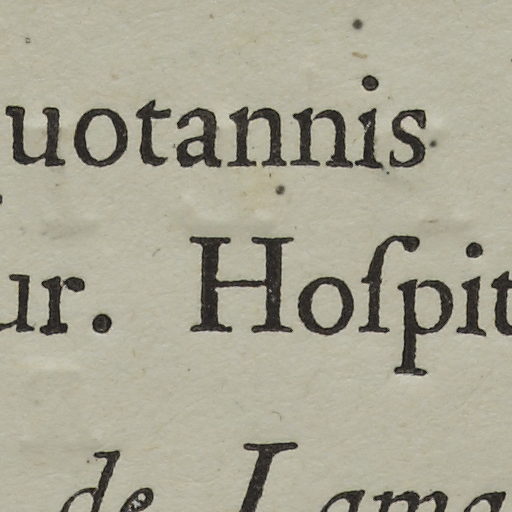 uotannis
ur. Hoſpit
de Lama